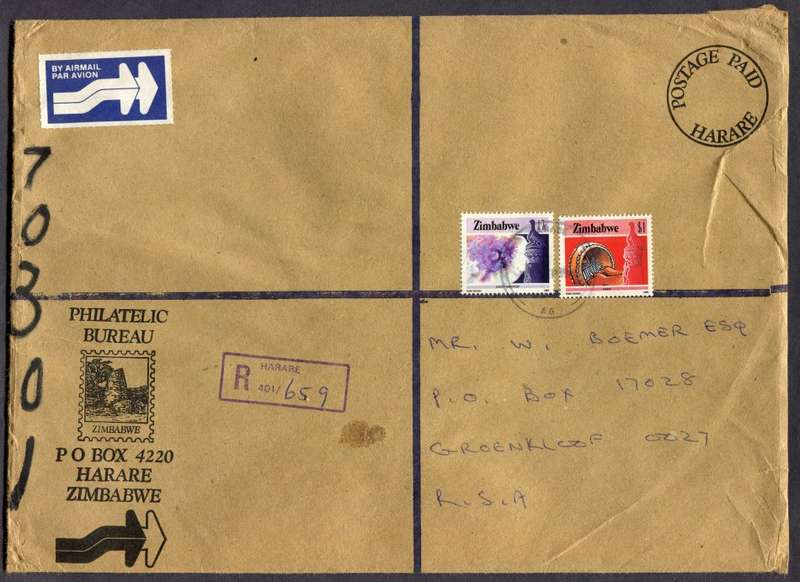 BY AIRMAIL
PAR AVION
POSTAGE PAID
HARARE
7
0
3
0
1
Zimbabwe
Zimbabwe $1
PHILATELIC
BUREAU
ZIMBABWE
P O BOX 4220
HARARE
ZIMBABWE
R HARARE
401/659
MR. W. BOEMER ESQ
P.O. BOX 17028
GROENKLOOF 0027
R.S.A